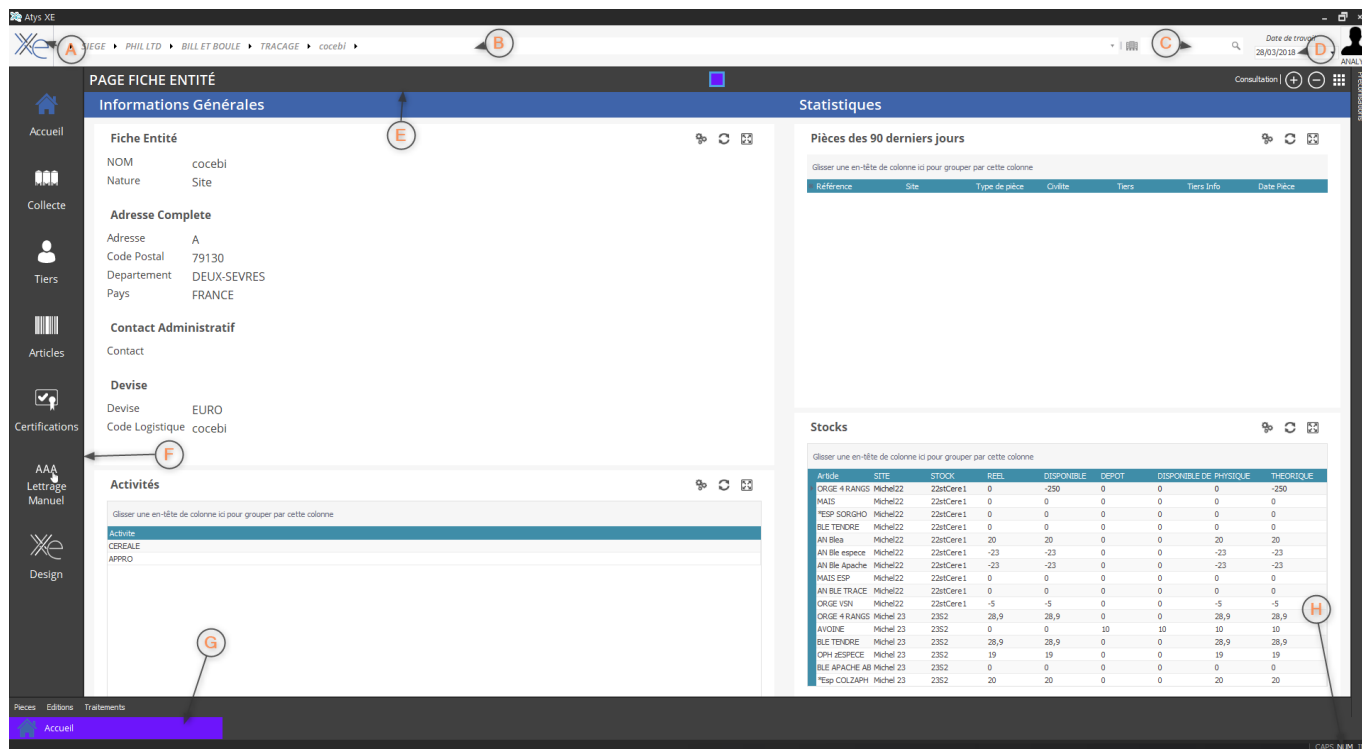 Atys XE
Xe A SIEGE PHIL LTD BILL ET BOULE TRACAGE cocebi B C Date de travail
28/03/2018 D
ANALY
PAGE FICHE ENTITÉ Consultation
Préconisations
Informations Générales Statistiques
E
Accueil
Collecte
Tiers
Articles
Certifications
AAA
Lettrage
Manuel
Xe
Design
Fiche Entité
NOM cocebi
Nature Site
Adresse Complete
Adresse A
Code Postal 79130
Departement DEUX-SEVRES
Pays FRANCE
Contact Administratif
Contact
Devise
Devise EURO
Code Logistique cocebi
F
Activités
Glisser une en-tête de colonne ici pour grouper par cette colonne
Activite
CEREALE
APPRO
G
Pièces des 90 derniers jours
Glisser une en-tête de colonne ici pour grouper par cette colonne
Référence Site Type de pièce Civilite Tiers Tiers Info Date Pièce
Stocks
Glisser une en-tête de colonne ici pour grouper par cette colonne
Article SITE STOCK REEL DISPONIBLE DEPOT DISPONIBLE DE PHYSIQUE THEORIQUE
ORGE 4 RANGS Michel22 22stCere1 0 -250 0 0 0 -250
MAIS Michel22 22stCere1 0 0 0 0 0 0
*ESP SORGHO Michel22 22stCere1 0 0 0 0 0 0
BLE TENDRE Michel22 22stCere1 0 0 0 0 0 0
AN Blea Michel22 22stCere1 20 20 0 0 20 20
AN Ble espece Michel22 22stCere1 -23 -23 0 0 -23 -23
AN Ble Apache Michel22 22stCere1 -23 -23 0 0 -23 -23
MAIS ESP Michel22 22stCere1 0 0 0 0 0 0
AN BLE TRACE Michel22 22stCere1 0 0 0 0 0 0
ORGE VSN Michel22 22stCere1 -5 -5 0 0 -5 -5
H
ORGE 4 RANGS Michel 23 23S2 28,9 28,9 0 0 28,9 28,9
AVOINE Michel 23 23S2 0 0 10 10 10 10
BLE TENDRE Michel 23 23S2 28,9 28,9 0 0 28,9 28,9
OPH zESPECE Michel 23 23S2 19 19 0 0 19 19
BLE APACHE AB Michel 23 23S2 0 0 0 0 0 0
*Esp COLZAPH Michel 23 23S2 20 20 0 0 20 20
Pieces Editions Traitements
Accueil
CAPS NUM